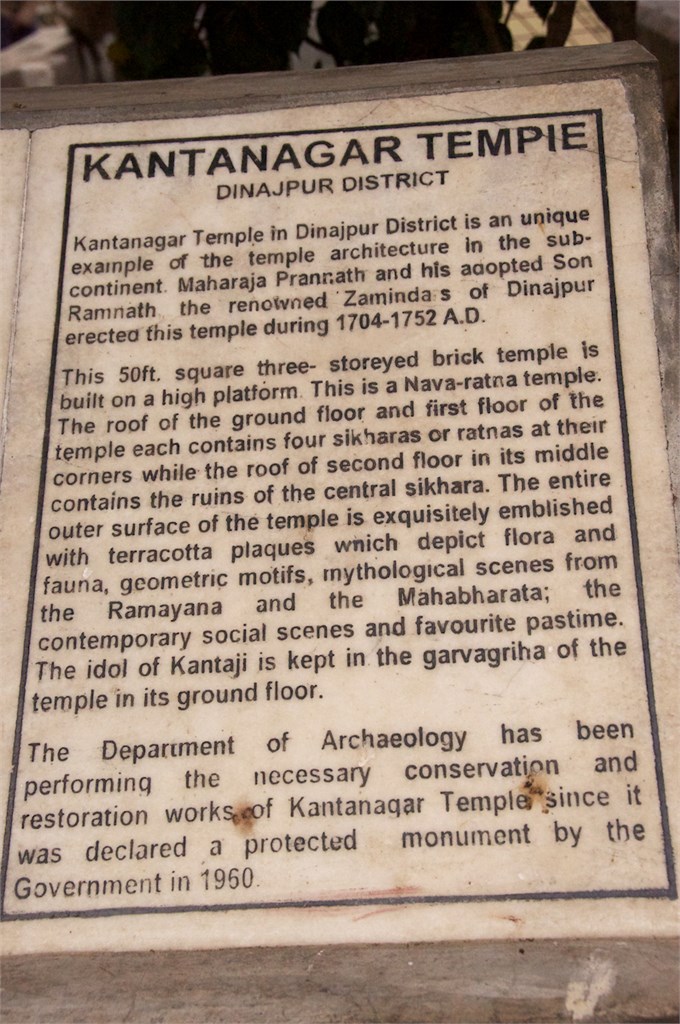 KANTANAGAR TEMPIE
DINAJPUR DISTRICT
Kantanagar Temple in Dinajpur District is an unique
example of the temple architecture in the sub-
continent. Maharaja Prannath and his adopted Son
Ramnath the renowned Zaminda s of Dinajpur
erected this temple during 1704-1752 A.D.
This 50ft. square three- storeyed brick temple is
built on a high platform. This is a Nava-ratna temple.
The roof of the ground floor and first floor of the
temple each contains four sikharas or ratnas at their
corners while the roof of second floor in its middle
contains the ruins of the central sikhara. The entire
outer surface of the temple is exquisitely emblished
with terracotta plaques which depict flora and
fauna, geometric motifs, mythological scenes from
the Ramayana and the Mahabharata; the
contemporary social scenes and favourite pastime.
The idol of Kantaji is kept in the garvagriha of the
temple in its ground floor.
The Department of Archaeology has been
performing the necessary conservation and
restoration works of Kantanagar Temple since it
was declared a protected monument by the
Government in 1960.